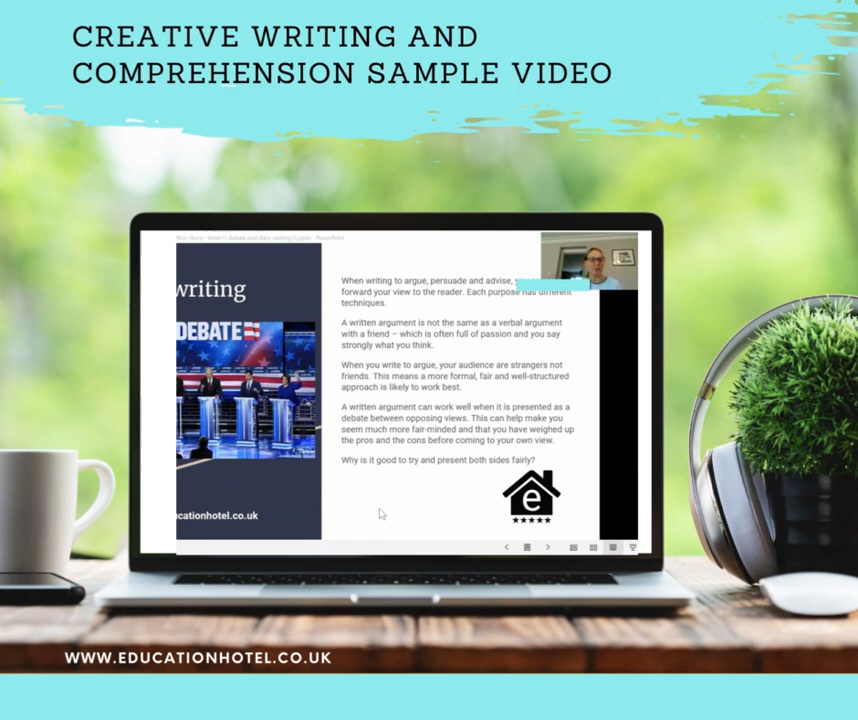 CREATIVE WRITING AND
COMPREHENSION SAMPLE VIDEO
writing
DEBATE
When writing to argue, persuade and advise,
forward your view to the reader. Each purpose has different
techniques.
A written argument is not the same as a verbal argument
with a friend – which is often full of passion and you say
strongly what you think.
When you write to argue, your audience are strangers not
friends. This means a more formal, fair and well-structured
approach is likely to work best.
A written argument can work well when it is presented as a
debate between opposing views. This can help make you
seem much more fair-minded and that you have weighed up
the pros and the cons before coming to your own view.
Why is it good to try and present both sides fairly?
e
cationhotel.co.uk
WWW.EDUCATIONHOTEL.CO.UK